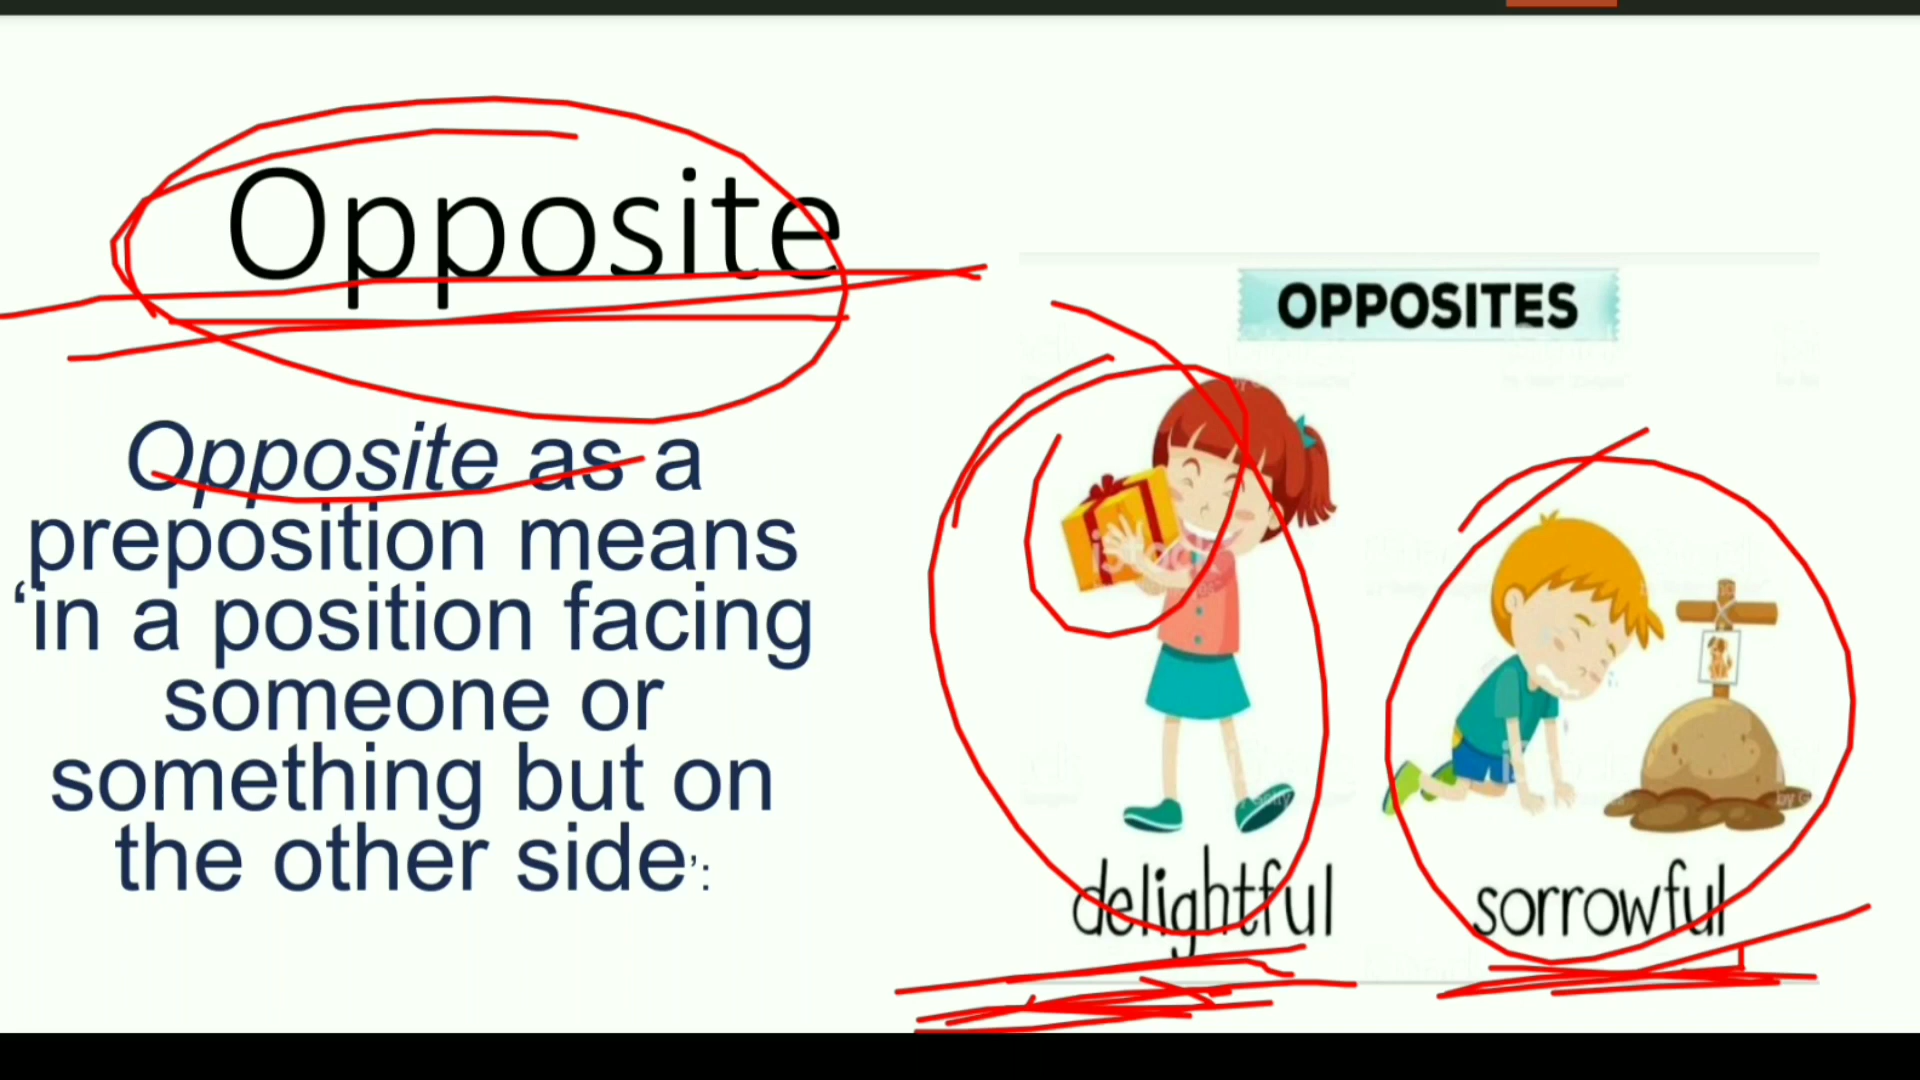 Opposite
Opposite as a
preposition means
‘in a position facing
someone or
something but on
the other side’:
OPPOSITES
iStock
delightful
sorrowful